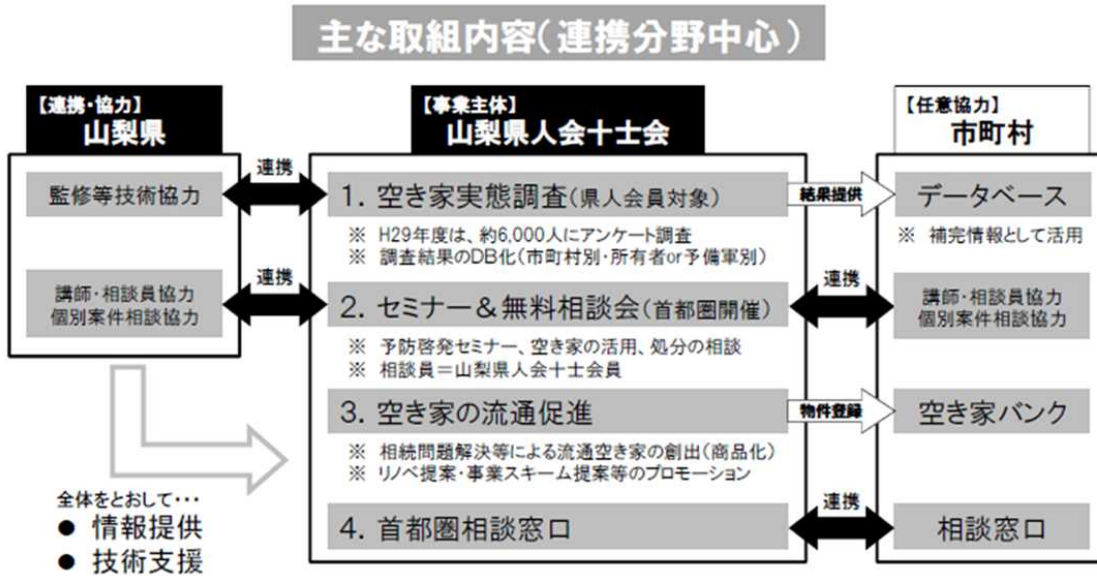 主な取組内容(連携分野中心)
【連携・協力】
山梨県
監修等技術協力
講師・相談員協力
個別案件相談協力
連携
連携
全体をとおして・・・
● 情報提供
● 技術支援
【事業主体】
山梨県人会十士会
1. 空き家実態調査(県人会員対象)
※ H29年度は、約6,000人にアンケート調査
※ 調査結果のDB化(市町村別・所有者or予備軍別)
2. セミナー&無料相談会(首都圏開催)
※ 予防啓発セミナー、空き家の活用、処分の相談
※ 相談員=山梨県人会十士会員
3. 空き家の流通促進
※ 相続問題解決等による流通空き家の創出(商品化)
※ リノベ提案・事業スキーム提案等のプロモーション
4. 首都圏相談窓口
結果提供
連携
物件登録
連携
【任意協力】
市町村
データベース
※ 補完情報として活用
講師・相談員協力
個別案件相談協力
空き家バンク
相談窓口